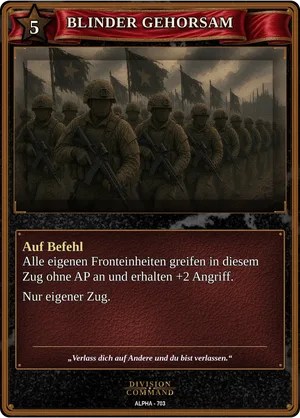 BLINDER GEHORSAM
5
Auf Befehl
Alle eigenen Fronteinheiten greifen in diesem
Zug ohne AP an und erhalten +2 Angriff.
Nur eigener Zug.
„Verlass dich auf Andere und du bist verlassen.“
DIVISION
COMMAND
ALPHA - 703